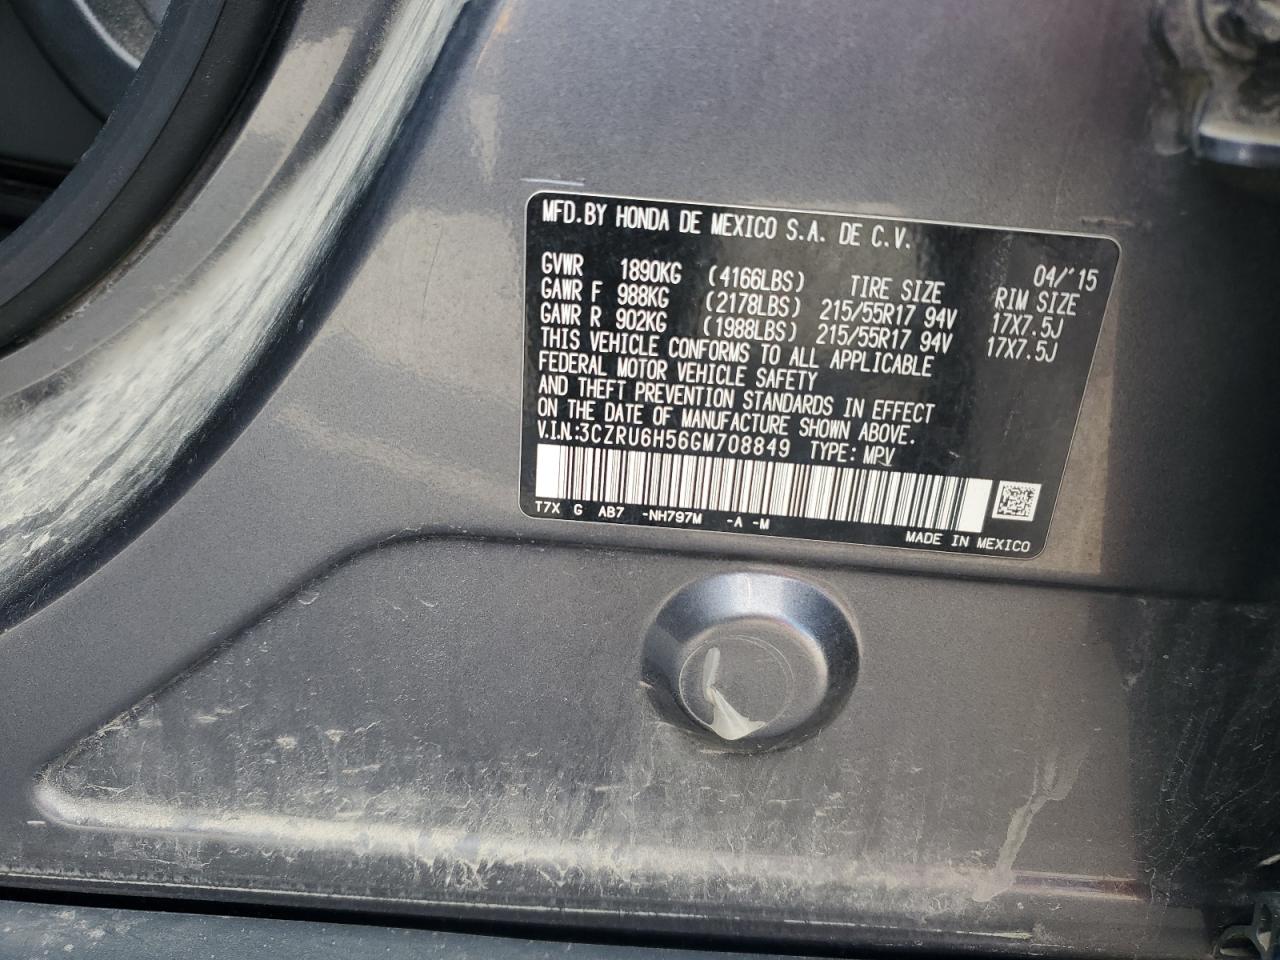 MFD.BY HONDA DE MEXICO S.A. DE C.V.
04/'15
GVWR 1890KG (4166LBS) TIRE SIZE RIM SIZE
GAWR F 988KG (2178LBS) 215/55R17 94V 17X7.5J
GAWR R 902KG (1988LBS) 215/55R17 94V 17X7.5J
THIS VEHICLE CONFORMS TO ALL APPLICABLE
FEDERAL MOTOR VEHICLE SAFETY
AND THEFT PREVENTION STANDARDS IN EFFECT
ON THE DATE OF MANUFACTURE SHOWN ABOVE.
V.I.N.:3CZRU6H56GM708849 TYPE: MPV
T7X G AB7 -NH797M -A -M
MADE IN MEXICO